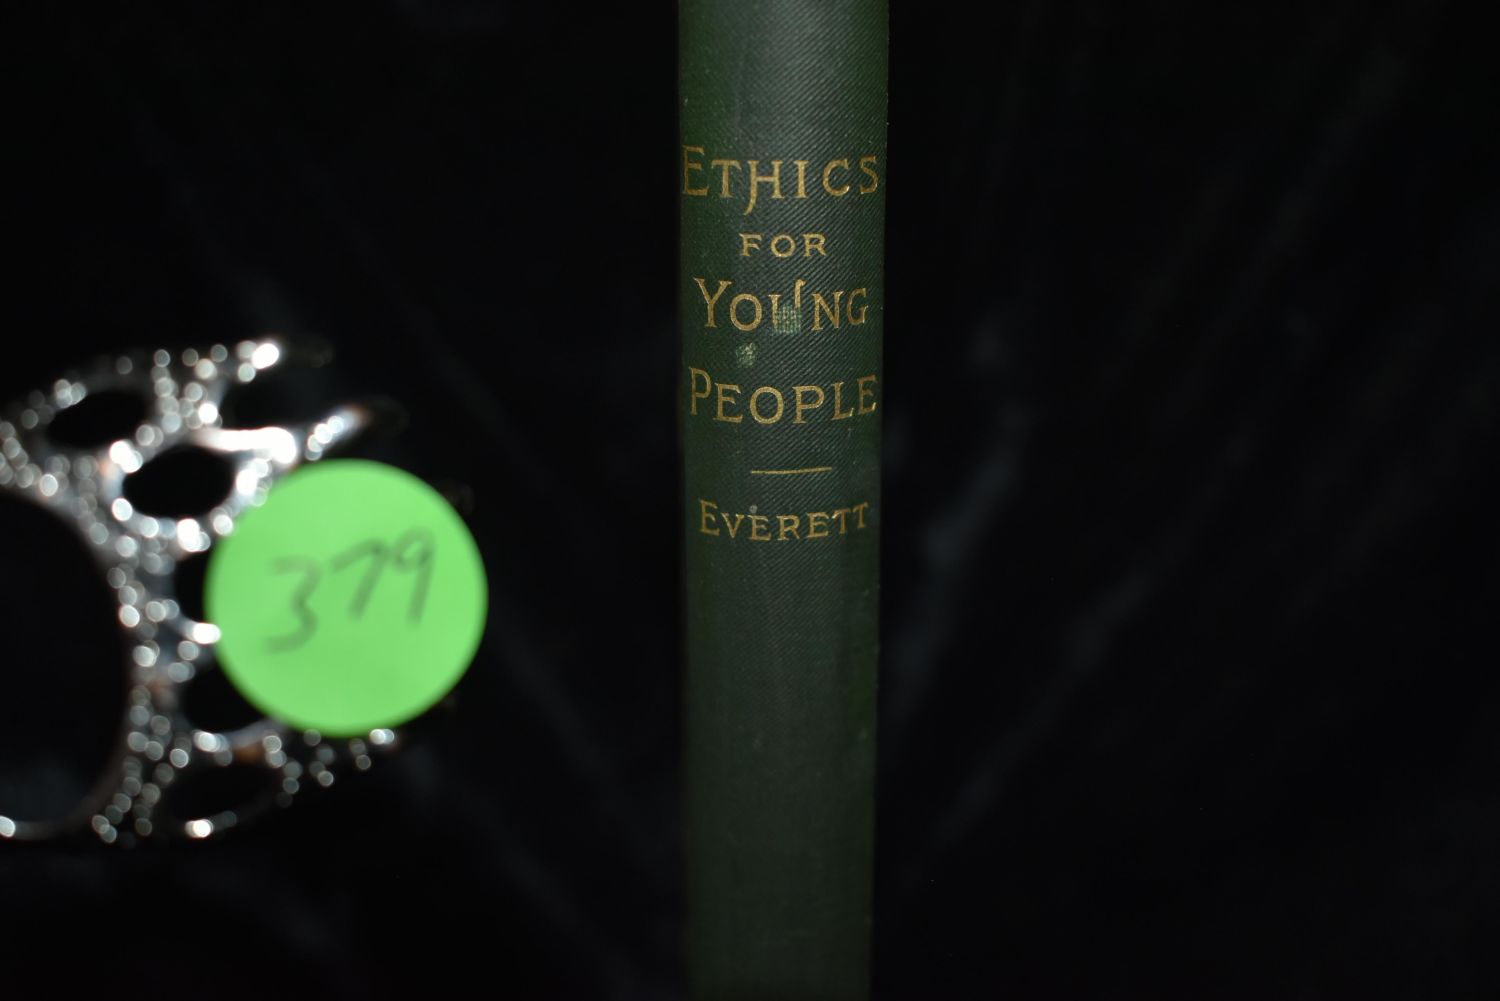 ETHICS
FOR
YOUNG
PEOPLE
EVERETT
379